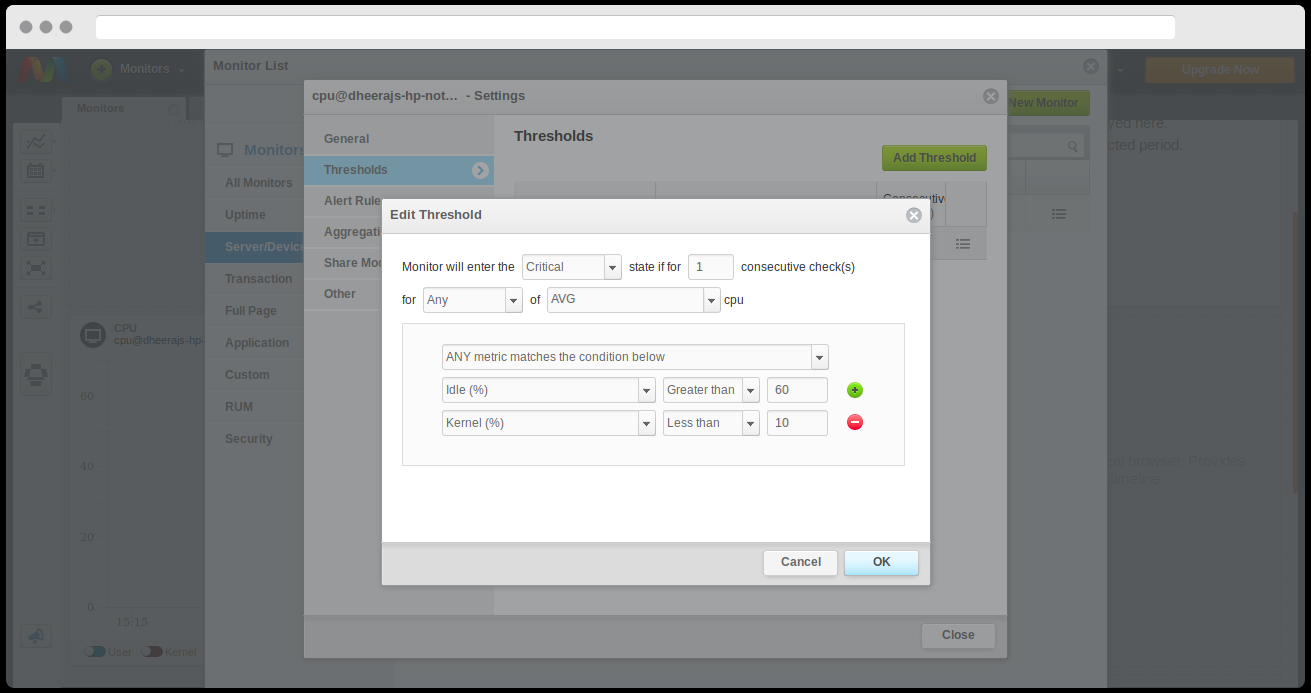 Monitors
Monitor List
Upgrade Now
cpu@dheerajs-hp-not... - Settings
New Monitor
Monitors
yed here.
cted period.
General
Thresholds
Alert Rule
Aggregati
Share Mo
Other
Thresholds
Add Threshold
Consecutiv
)
Monitors
All Monitors
Uptime
Server/Device
Transaction
Full Page
Application
Custom
RUM
Security
Edit Threshold
Monitor will enter the Critical state if for 1 consecutive check(s)
for Any of AVG cpu
ANY metric matches the condition below
Idle (%) Greater than 60
Kernel (%) Less than 10
Cancel OK
Close
CPU
cpu@dheerajs-hp-
60
40
20
0
15:15
User Kernel
browser. Provides
timeline.